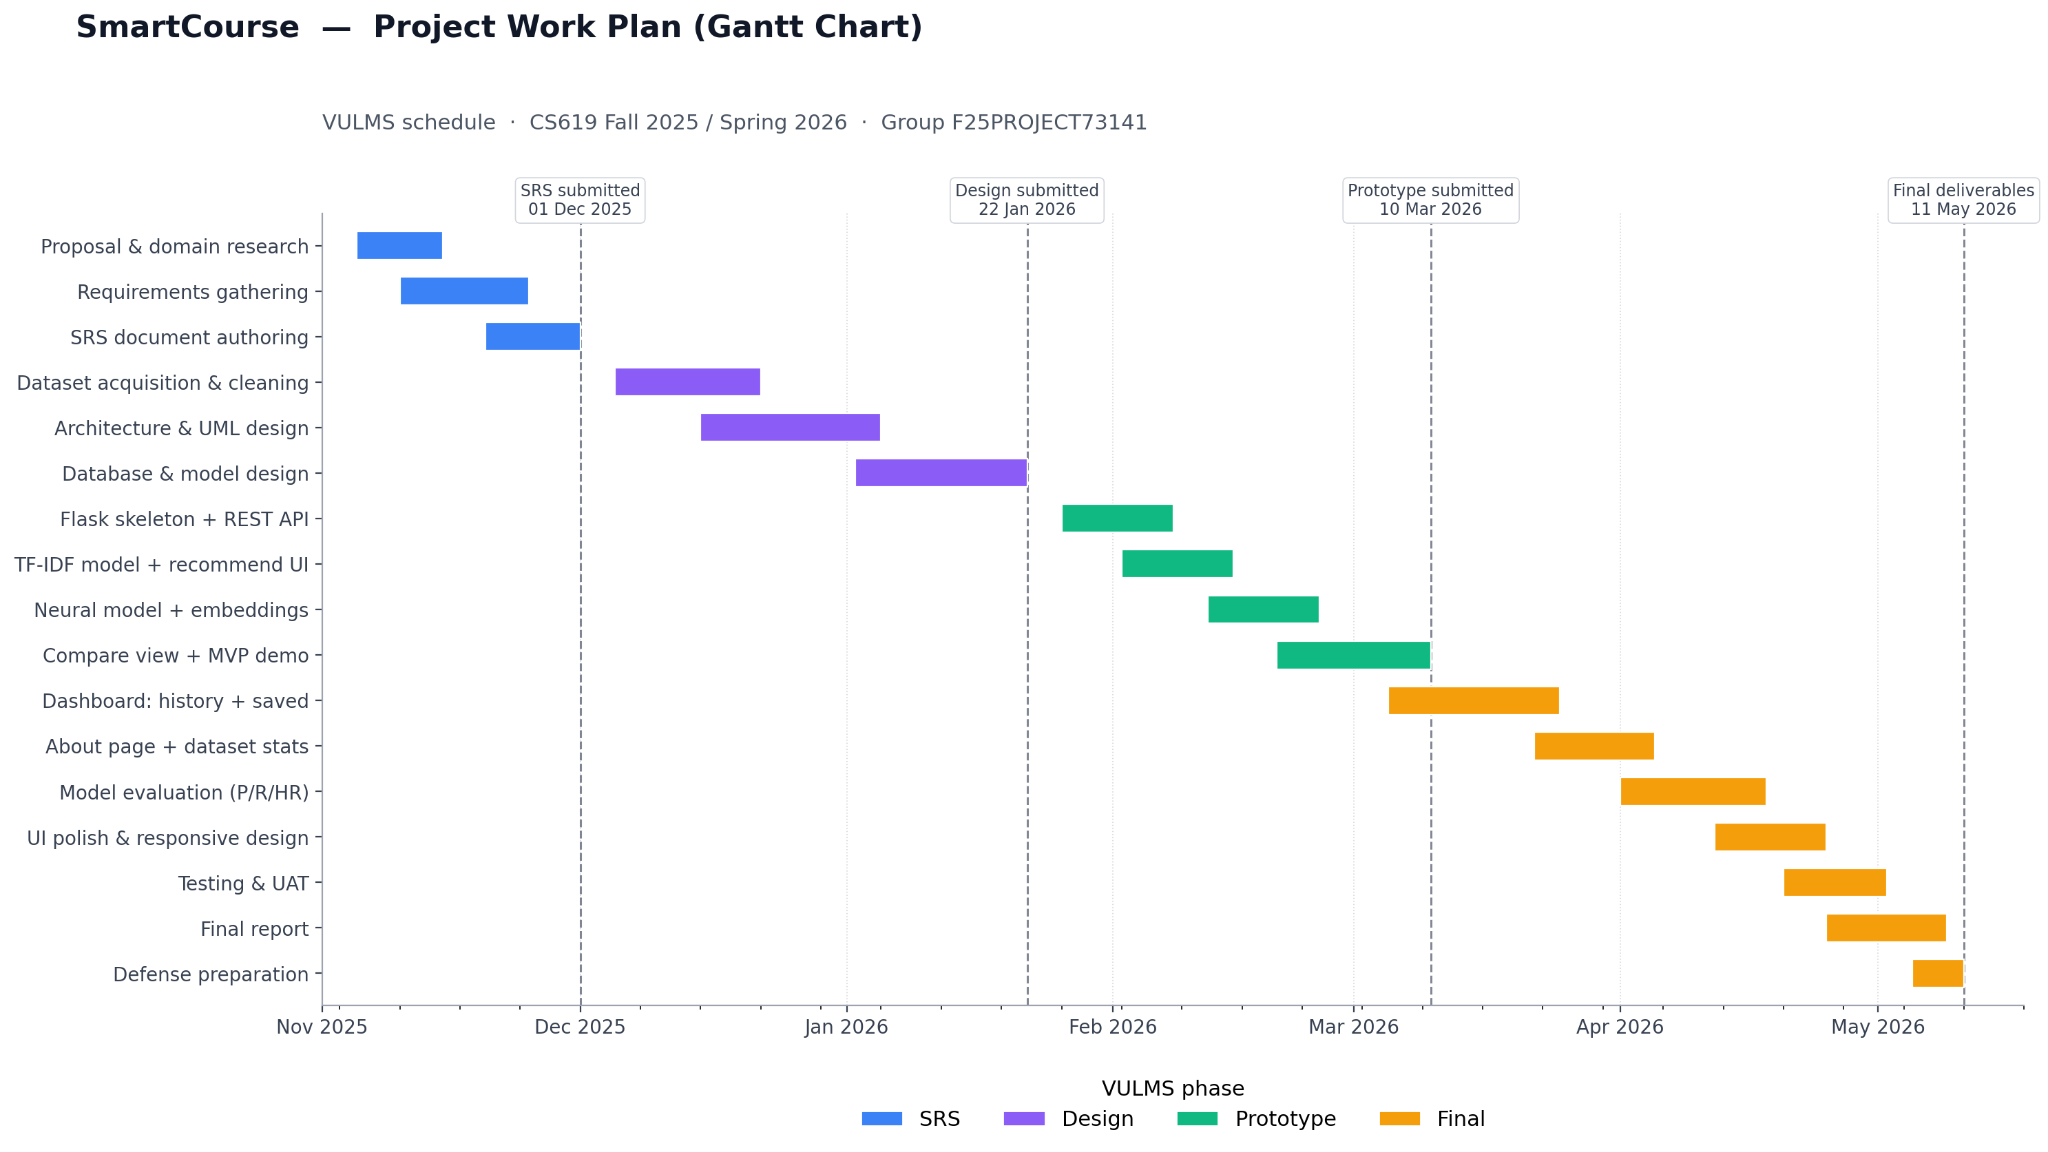 SmartCourse — Project Work Plan (Gantt Chart)
VULMS schedule · CS619 Fall 2025 / Spring 2026 · Group F25PROJECT73141
SRS submitted
01 Dec 2025
Design submitted
22 Jan 2026
Prototype submitted
10 Mar 2026
Final deliverables
11 May 2026
Proposal & domain research
Requirements gathering
SRS document authoring
Dataset acquisition & cleaning
Architecture & UML design
Database & model design
Flask skeleton + REST API
TF-IDF model + recommend UI
Neural model + embeddings
Compare view + MVP demo
Dashboard: history + saved
About page + dataset stats
Model evaluation (P/R/HR)
UI polish & responsive design
Testing & UAT
Final report
Defense preparation
Nov 2025
Dec 2025
Jan 2026
Feb 2026
Mar 2026
Apr 2026
May 2026
VULMS phase
SRS
Design
Prototype
Final